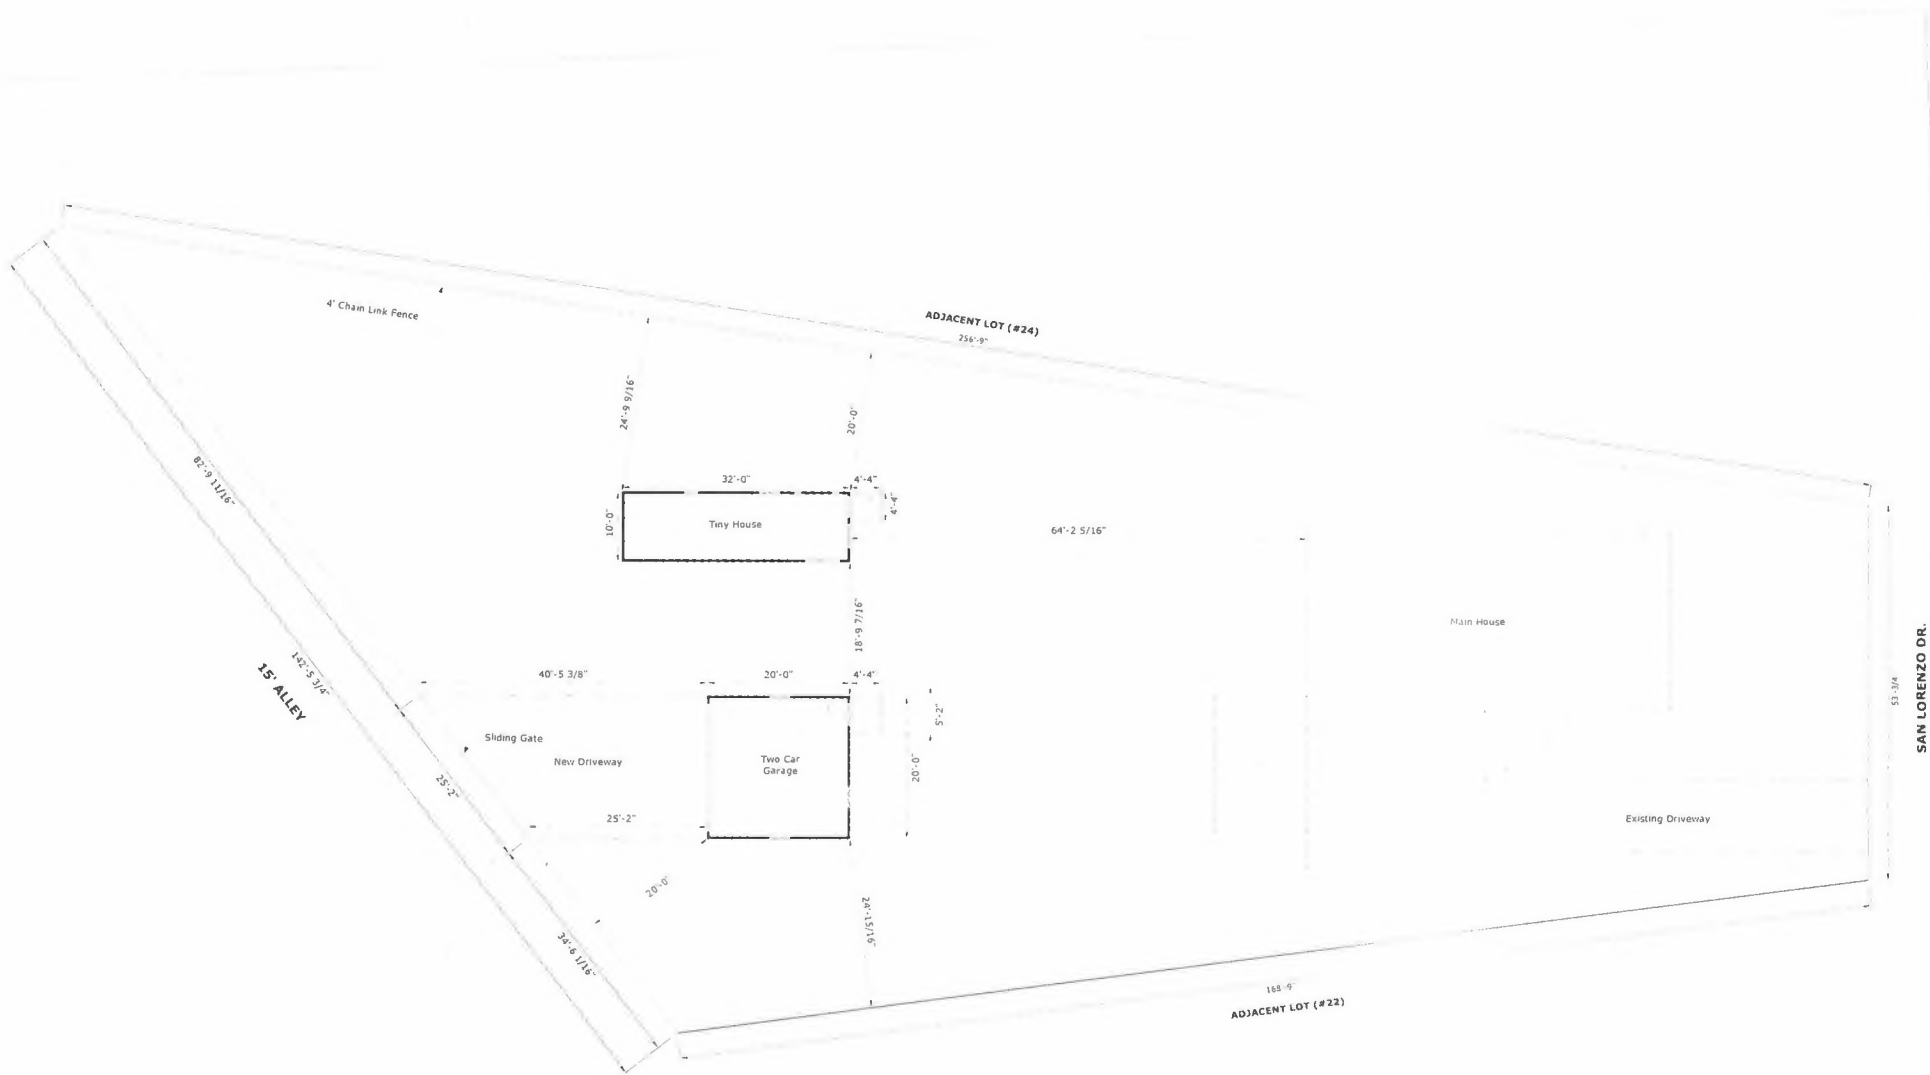 ADJACENT LOT (#24)
256'-9"
4' Chain Link Fence
24'-9 9/16"
20'-0"
82'-9 11/16"
32'-0"
4'-4"
4'-4"
10'-0"
Tiny House
64'-2 5/16"
18'-9 7/16"
Main House
SAN LORENZO DR.
53'-3/4
15' ALLEY
142'-5 3/4"
40'-5 3/8"
20'-0"
4'-4"
5'-2"
Sliding Gate
New Driveway
Two Car
Garage
20'-0"
25'-2"
25'-2"
Existing Driveway
20'-0"
24'-15/16"
34'-6 1/16"
168'-9"
ADJACENT LOT (#22)